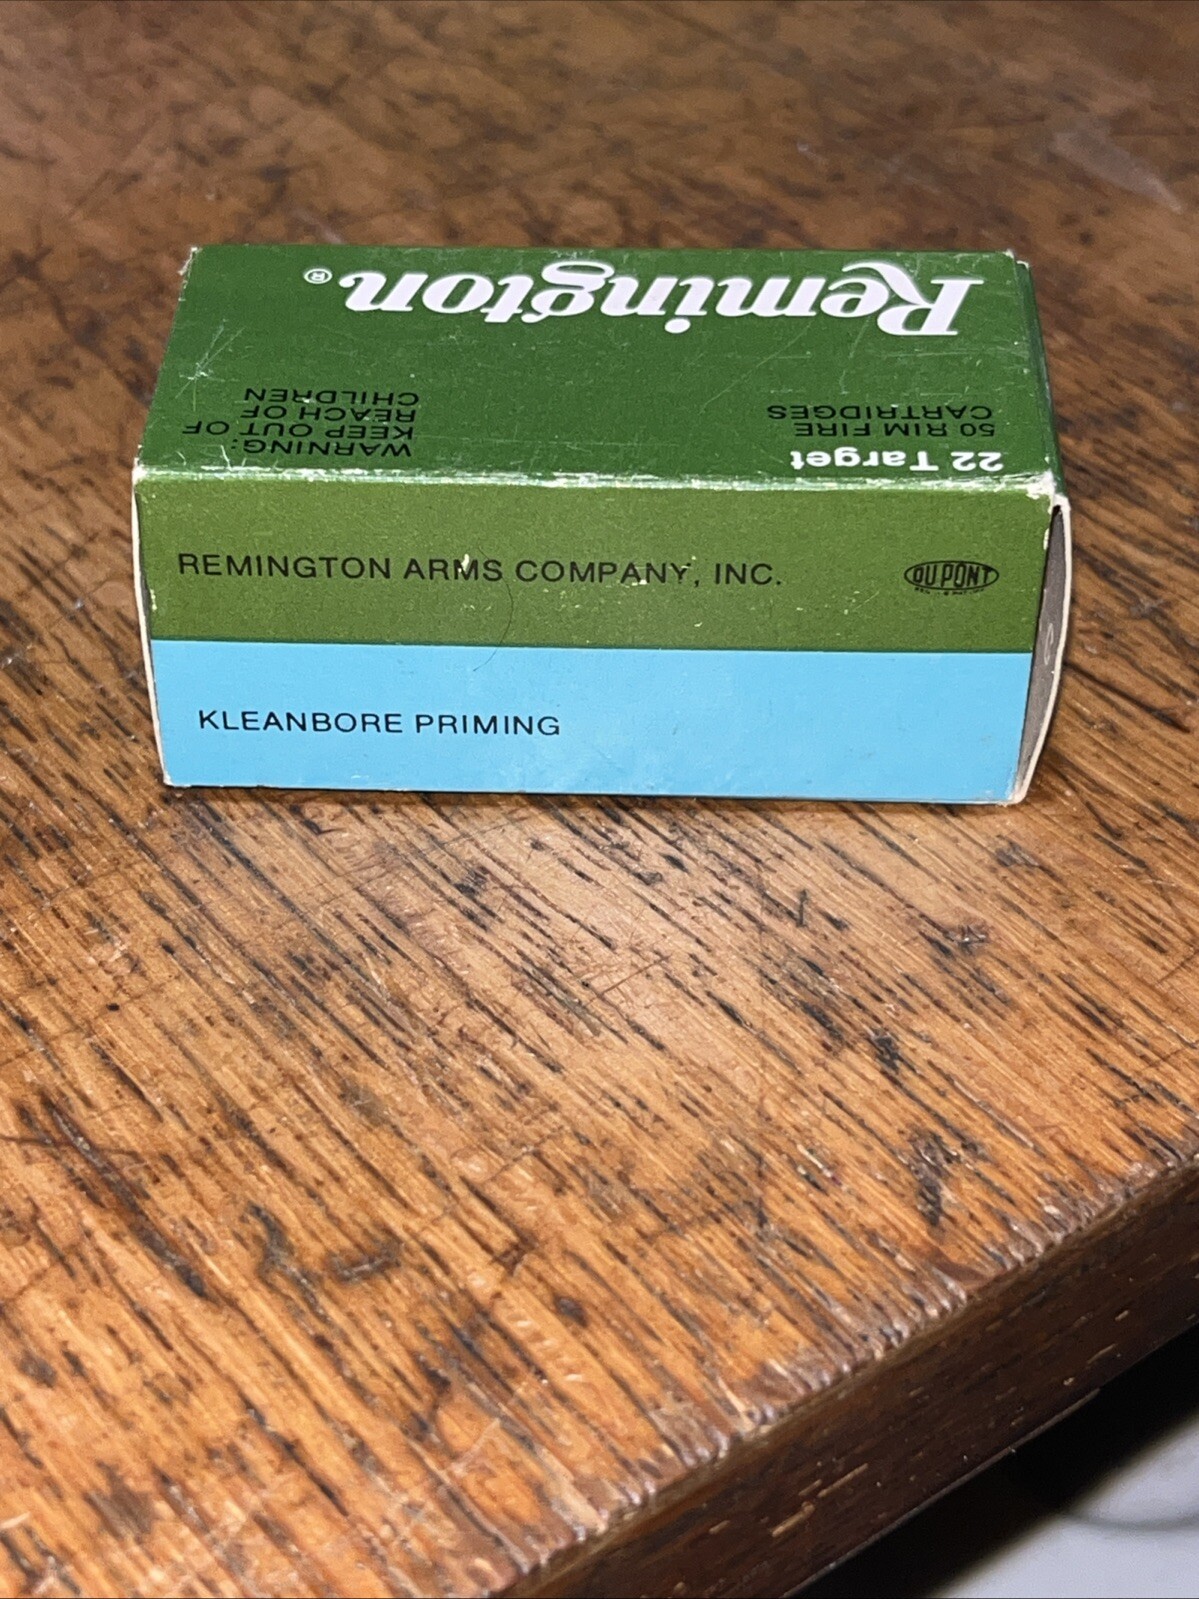 Remington®
22 Target
50 RIM FIRE
CARTRIDGES
WARNING:
KEEP OUT OF
REACH OF
CHILDREN
REMINGTON ARMS COMPANY, INC.
DU PONT
KLEANBORE PRIMING